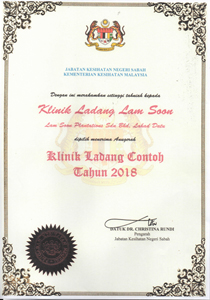 JABATAN KESIHATAN NEGERI SABAH
KEMENTERIAN KESIHATAN MALAYSIA
Dengan ini merakamkan setinggi tahniah kepada
Klinik Ladang Lam Soon
Lam Soon Plantations Sdn Bhd, Lahad Datu
dipilih menerima Anugerah
Klinik Ladang Contoh
Tahun 2018
DATUK DR. CHRISTINA RUNDI
Pengarah
Jabatan Kesihatan Negeri Sabah